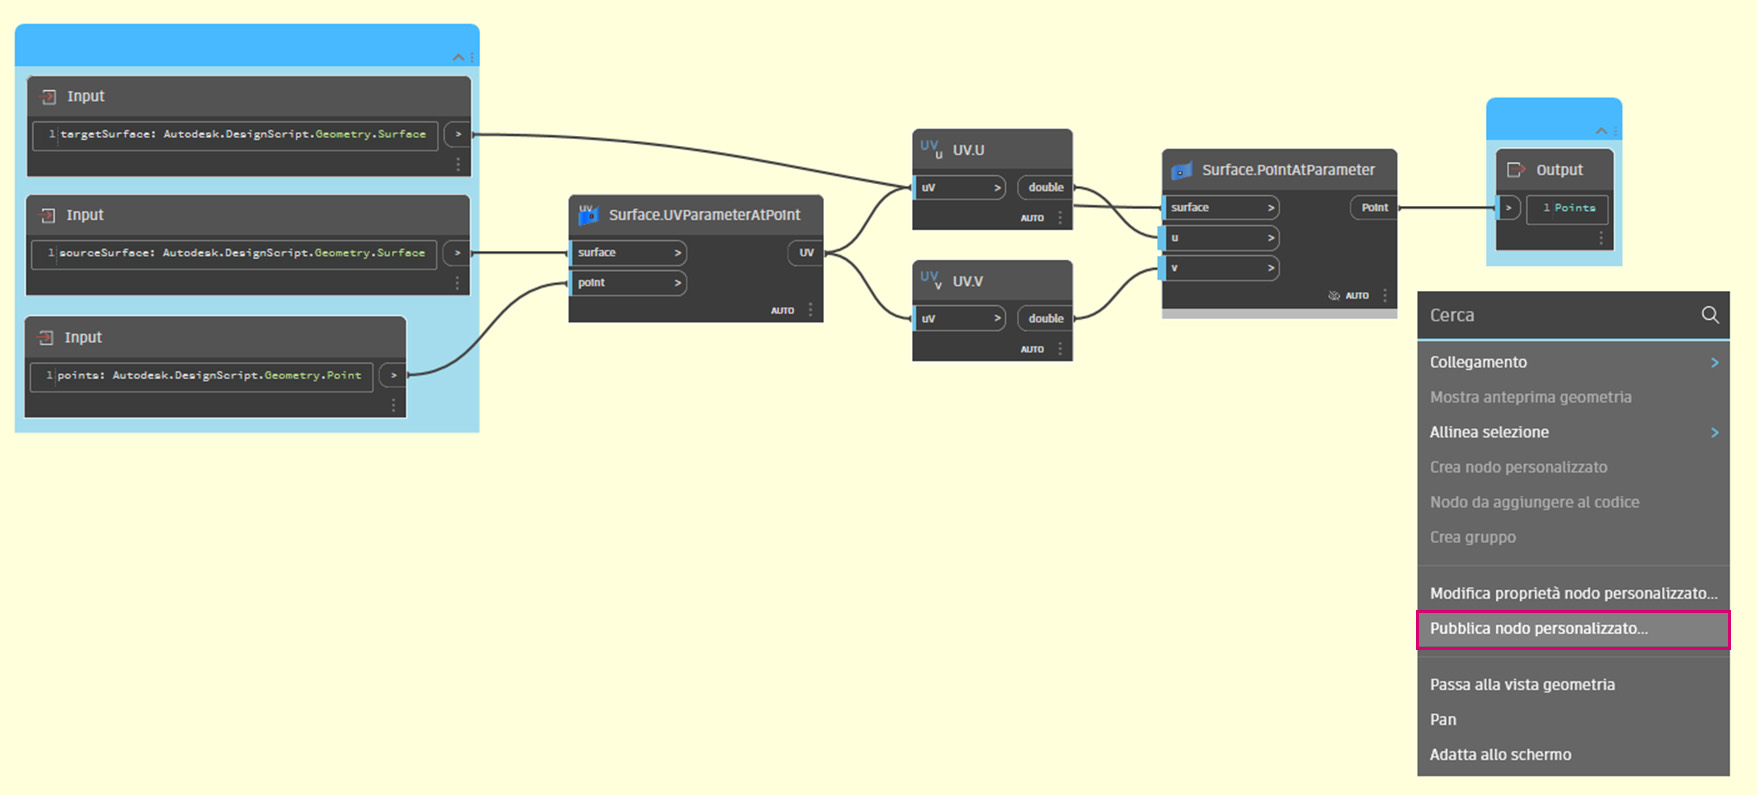 Input
1 targetSurface: Autodesk.DesignScript.Geometry.Surface >
Input
1 sourceSurface: Autodesk.DesignScript.Geometry.Surface >
Input
1 points: Autodesk.DesignScript.Geometry.Point >
UV Surface.UVParameterAtPoint
surface > UV
point >
AUTO
UVu UV.U
uv > double
AUTO
UVv UV.V
uv > double
AUTO
Surface.PointAtParameter
surface > Point
u >
v >
AUTO
Output
> 1 Points
Cerca
Collegamento >
Mostra anteprima geometria
Allinea selezione >
Crea nodo personalizzato
Nodo da aggiungere al codice
Crea gruppo
Modifica proprietà nodo personalizzato...
Pubblica nodo personalizzato...
Passa alla vista geometria
Pan
Adatta allo schermo